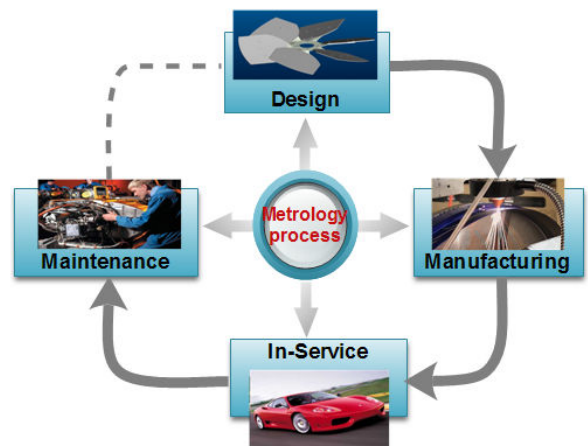 Design
Metrology
process
Maintenance
Manufacturing
In-Service